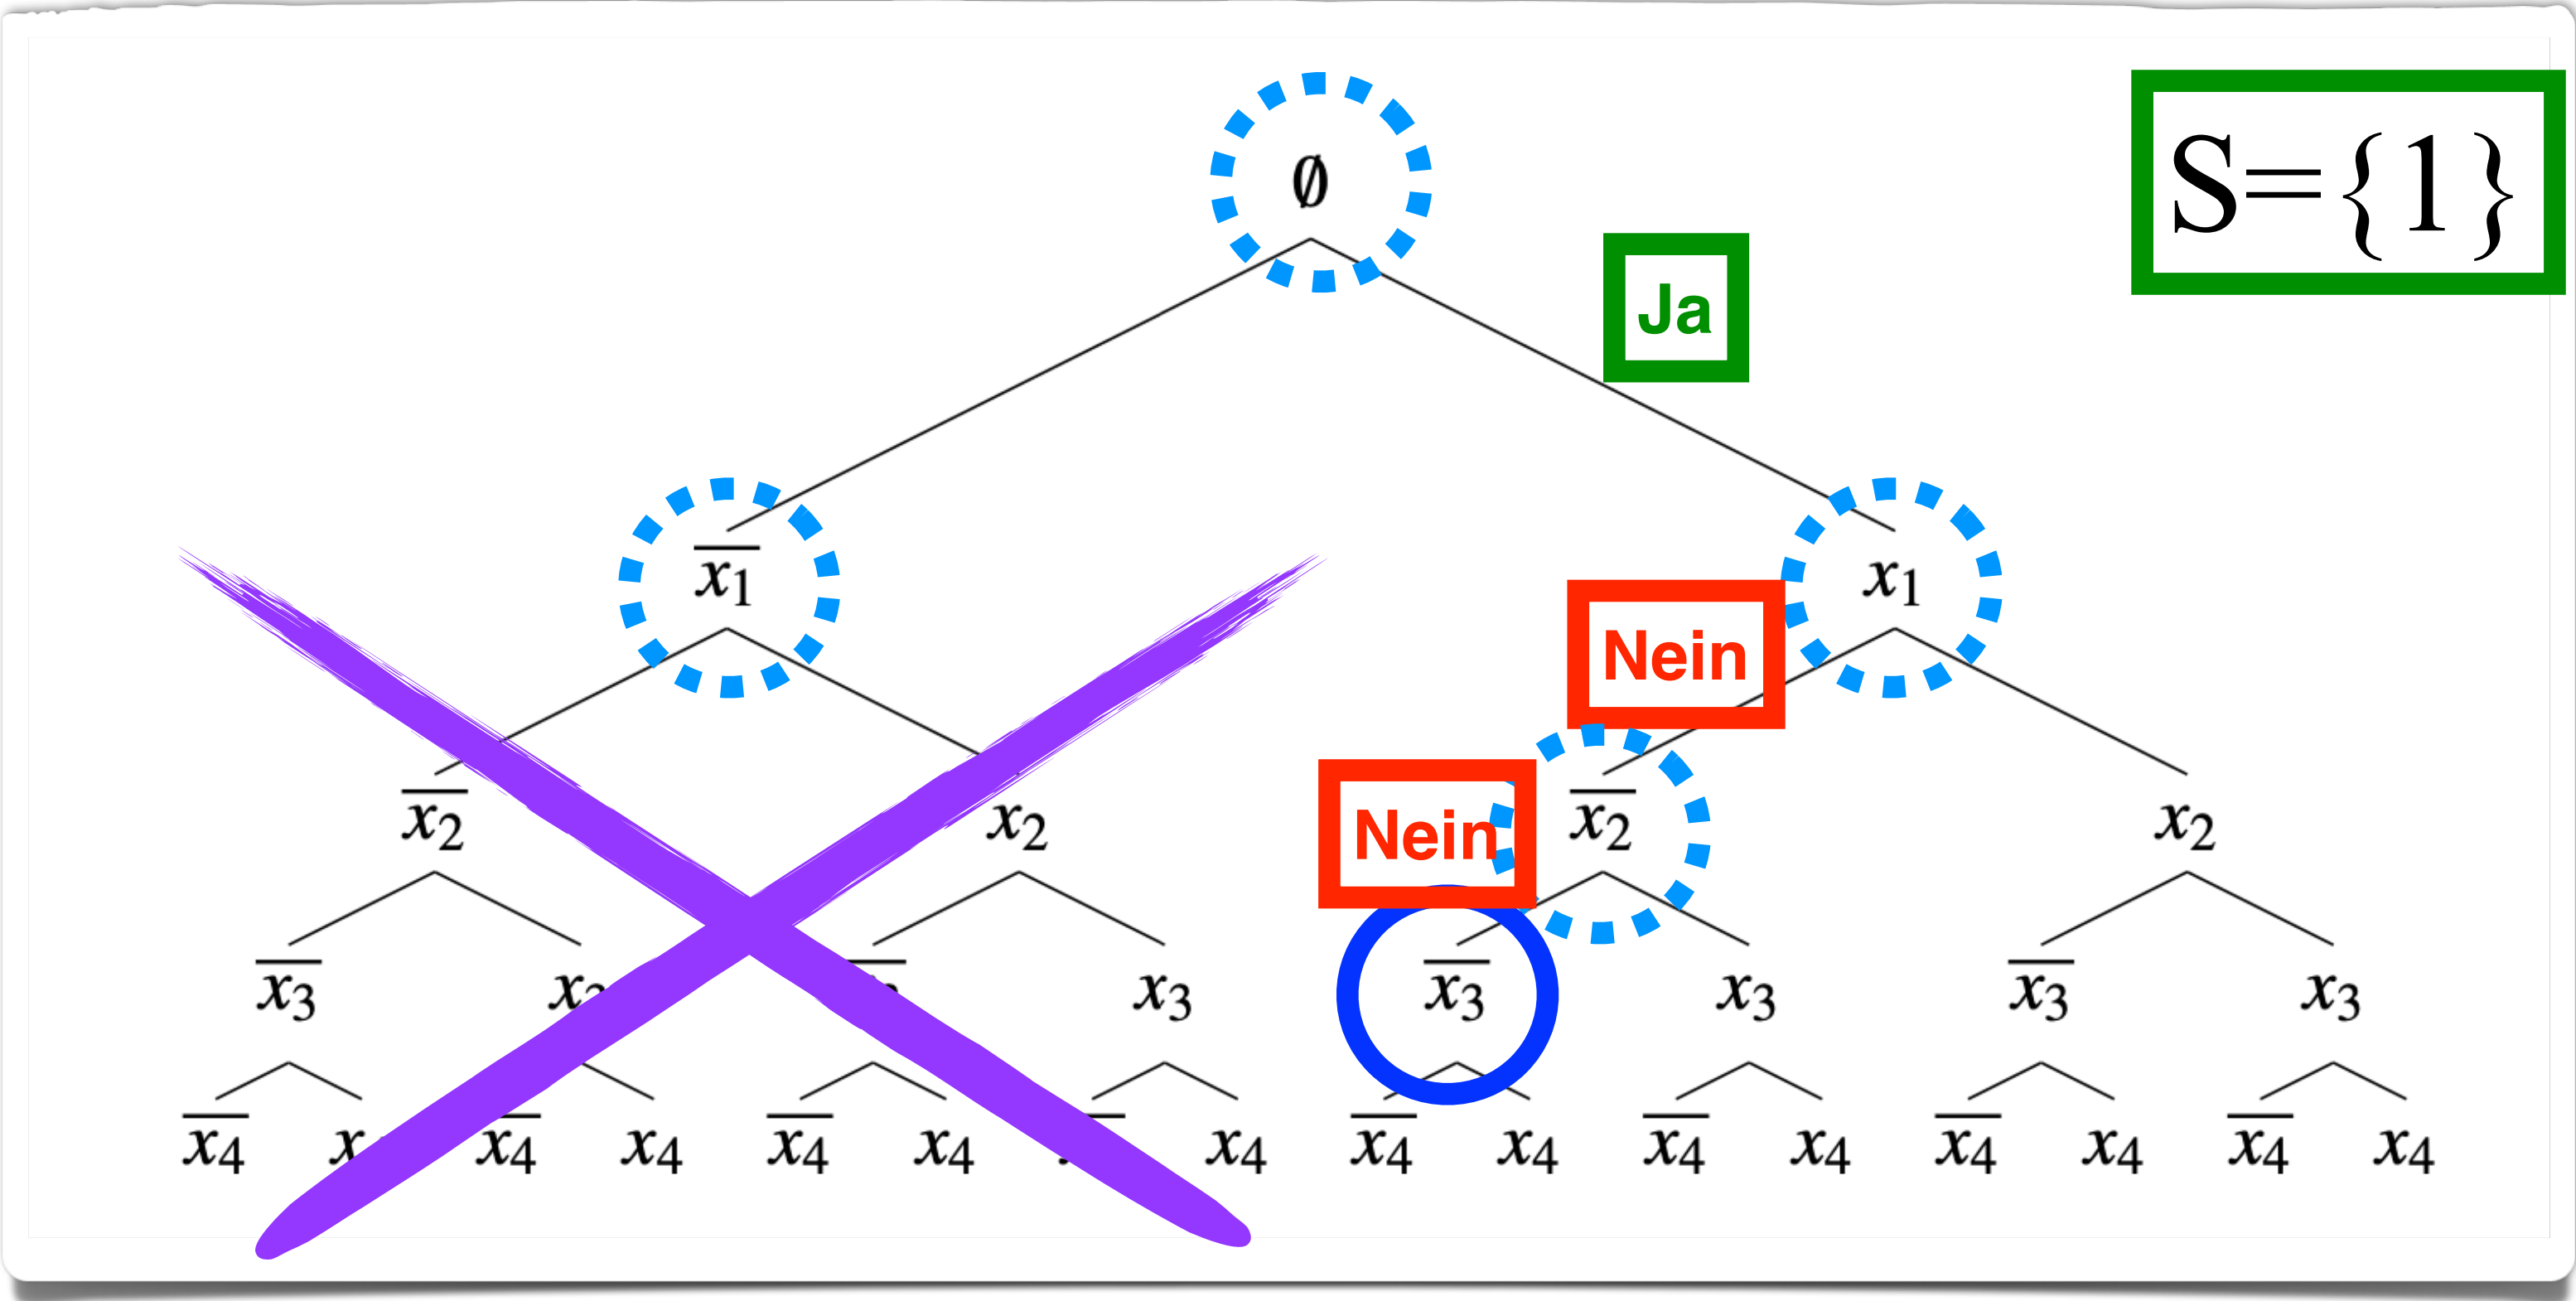 ∅
S={1}
Ja
x̅₁ x₁
Nein
Nein
x̅₂ x₂ x̅₂ x₂
x̅₃ x₃ x̅₃ x₃ x̅₃ x₃ x̅₃ x₃
x̅₄ x̅₄ x₄ x̅₄ x₄ x₄ x̅₄ x₄ x̅₄ x₄ x̅₄ x₄ x̅₄ x₄